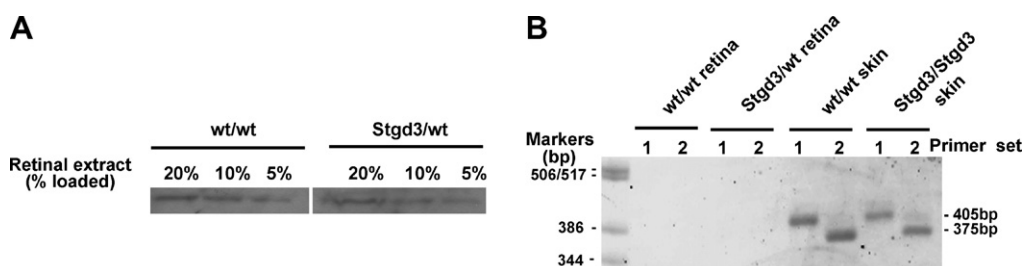 A
wt/wt
Stgd3/wt
Retinal extract
(% loaded)
20% 10% 5% 20% 10% 5%
B
wt/wt retina
Stgd3/wt retina
wt/wt skin
Stgd3/Stgd3
skin
Markers
(bp)
1 2 1 2 1 2 1 2 Primer set
506/517 -
386 -
344 -
- 405bp
- 375bp